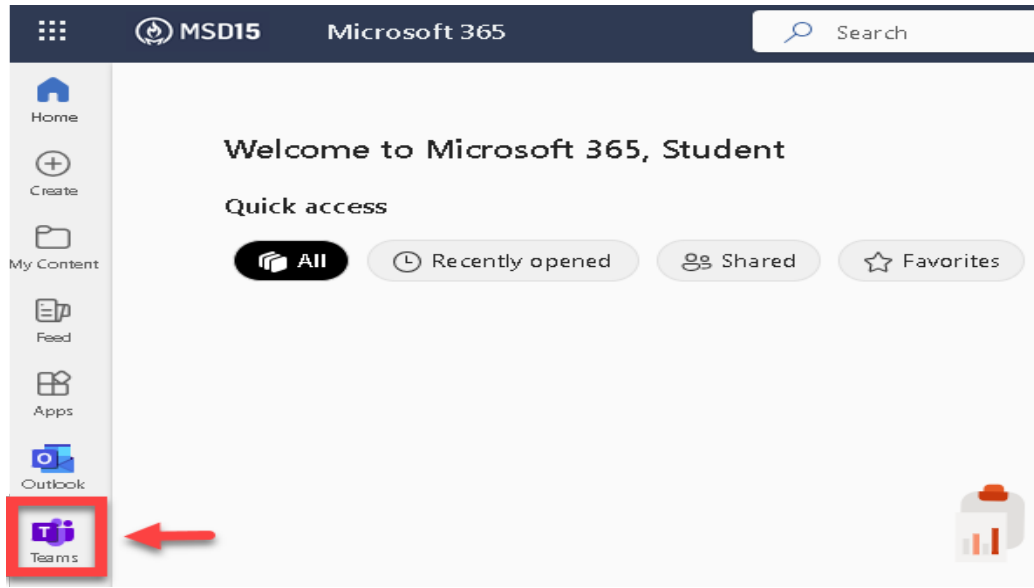 MSD15 Microsoft 365 Search
Home
Create
My Content
Feed
Apps
Outlook
Teams
Welcome to Microsoft 365, Student
Quick access
All Recently opened Shared Favorites